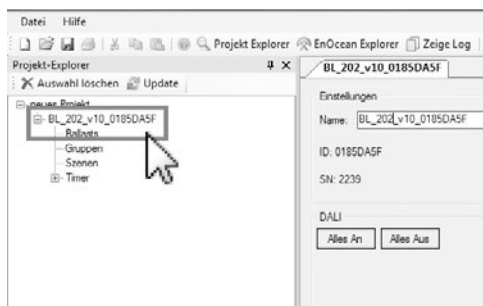 Datei Hilfe
Projekt Explorer EnOcean Explorer Zeige Log
Projekt-Explorer
Auswahl löschen Update
neues Projekt
BL_202_v10_0185DA5F
Ballasts
Gruppen
Szenen
Timer
BL_202_v10_0185DA5F
Einstellungen
Name: BL_202_v10_0185DA5F
ID: 0185DA5F
SN: 2239
DALI
Alles An Alles Aus